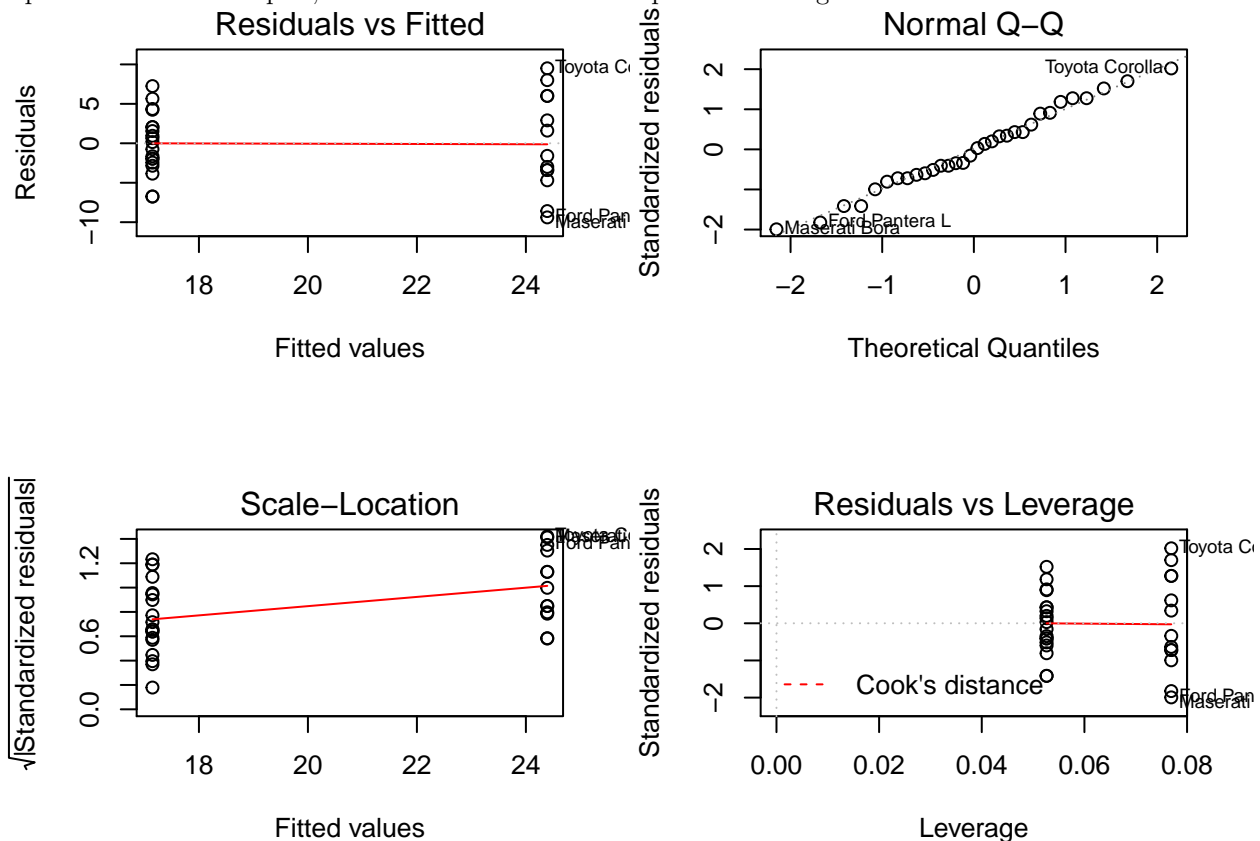 Residuals vs Fitted
Residuals
5
0
−10
Toyota C
Ford Pan
Maserati
18 20 22 24
Fitted values
Normal Q−Q
Standardized residuals
2
1
0
−2
Toyota Corolla
Ford Pantera L
Maserati Bora
−2 −1 0 1 2
Theoretical Quantiles
Scale−Location
√|Standardized residuals|
1.2
0.6
0.0
Toyota C
Maserati
Ford Pan
18 20 22 24
Fitted values
Residuals vs Leverage
Standardized residuals
2
1
0
−2
Toyota C
Ford Pan
Maserati
Cook's distance
0.00 0.02 0.04 0.06 0.08
Leverage